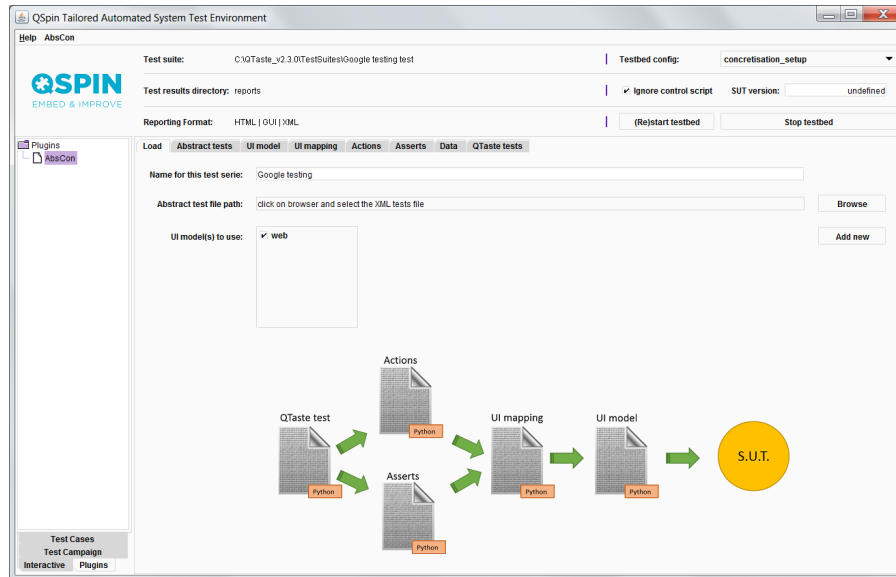 QSpin Tailored Automated System Test Environment
Help AbsCon
Test suite: C:\QTaste_v2.3.0\TestSuites\Google testing test Testbed config: concretisation_setup
QSPIN
EMBED & IMPROVE
Test results directory: reports Ignore control script SUT version: undefined
Reporting Format: HTML | GUI | XML (Re)start testbed Stop testbed
Plugins
AbsCon
Load Abstract tests UI model UI mapping Actions Asserts Data QTaste tests
Name for this test serie: Google testing
Abstract test file path: click on browser and select the XML tests file Browse
UI model(s) to use: web Add new
Actions
Python
QTaste test
Python
Asserts
Python
UI mapping
Python
UI model
Python
S.U.T.
Test Cases
Test Campaign
Interactive Plugins